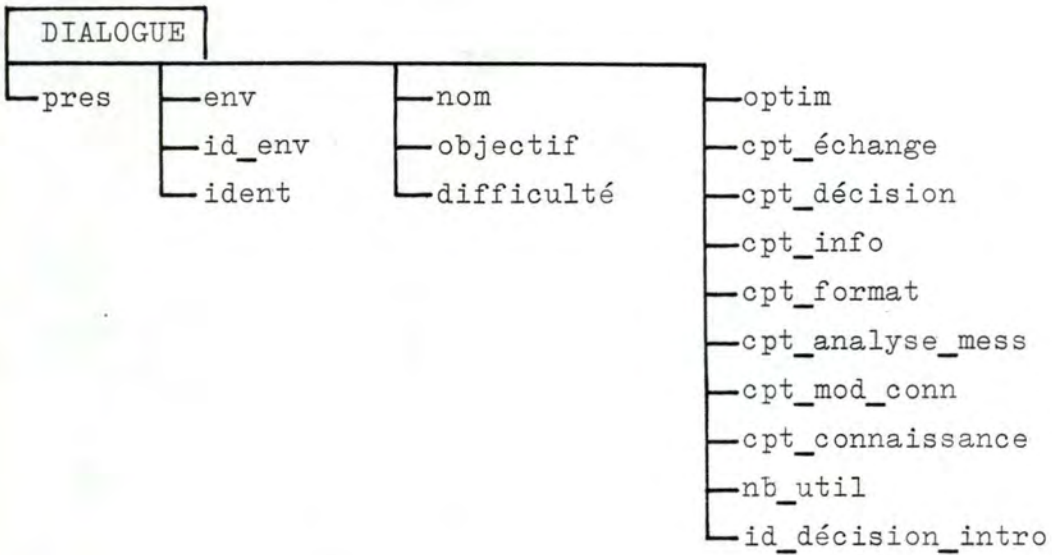 DIALOGUE
pres
env
id_env
ident
nom
objectif
difficulté
optim
cpt_échange
cpt_décision
cpt_info
cpt_format
cpt_analyse_mess
cpt_mod_conn
cpt_connaissance
nb_util
id_décision_intro